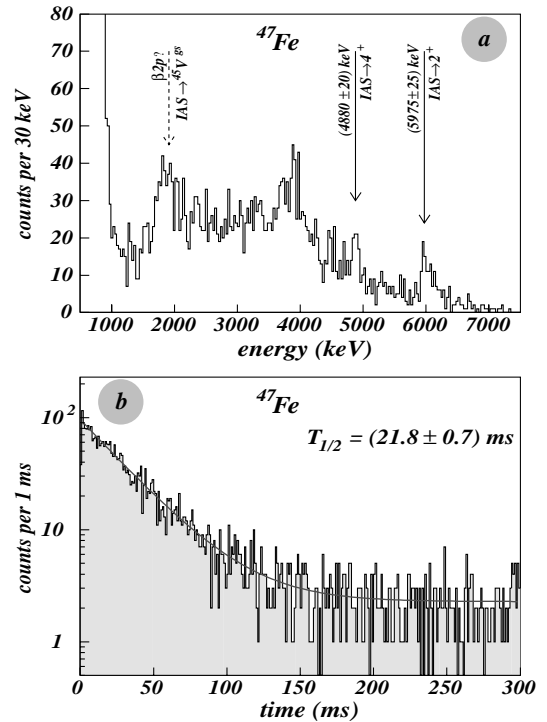 80
70
60
50
40
30
20
10
0
counts per 30 keV
⁴⁷Fe
a
β2p?
IAS→⁴⁵Vᵍˢ
(4880 ± 20) keV
IAS→4⁺
(5975 ± 25) keV
IAS→2⁺
1000 2000 3000 4000 5000 6000 7000
energy (keV)
b
⁴⁷Fe
T₁/₂ = (21.8 ± 0.7) ms
10²
10
1
counts per 1 ms
0 50 100 150 200 250 300
time (ms)